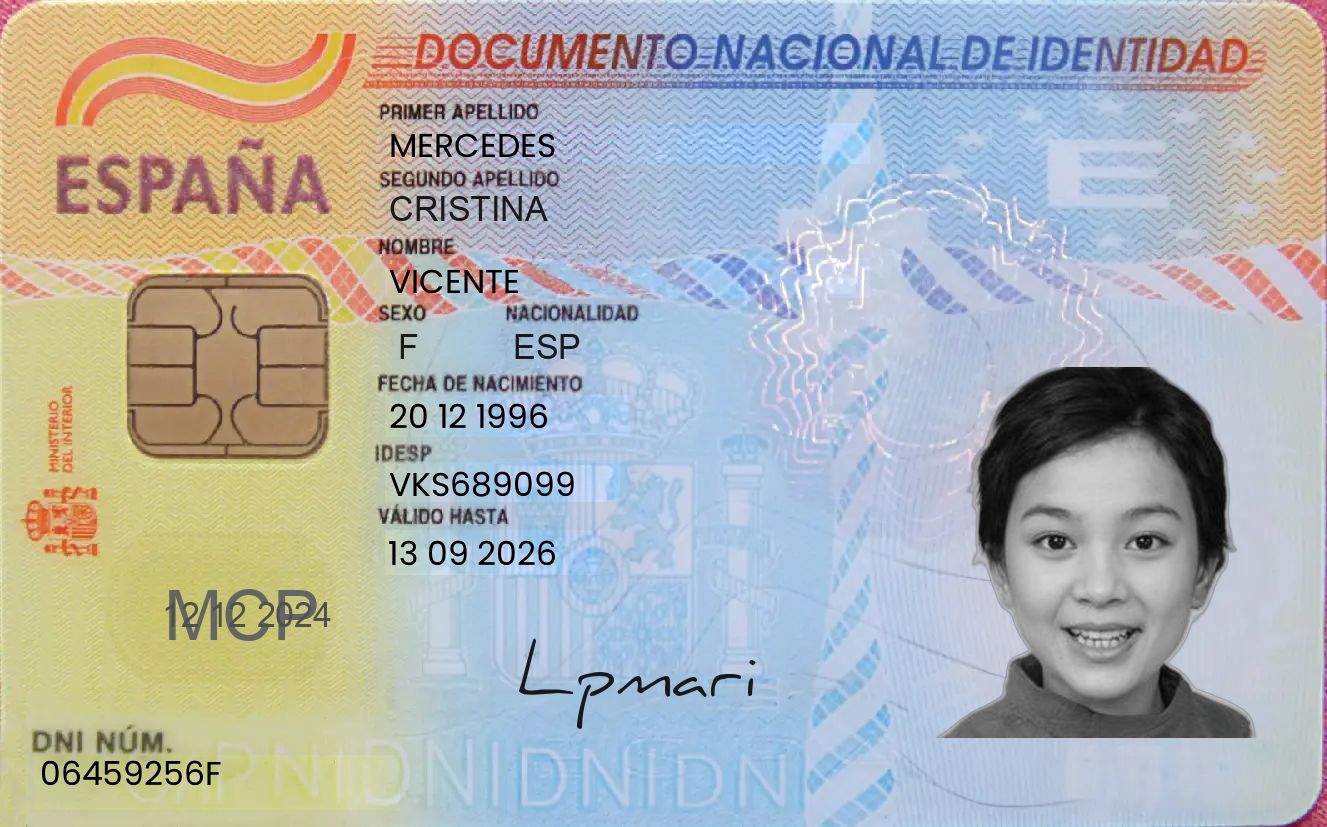 DOCUMENTO NACIONAL DE IDENTIDAD
ESPAÑA
PRIMER APELLIDO
MERCEDES
SEGUNDO APELLIDO
CRISTINA
NOMBRE
VICENTE
SEXO NACIONALIDAD
F ESP
FECHA DE NACIMIENTO
20 12 1996
IDESP
VKS689099
VÁLIDO HASTA
13 09 2026
MINISTERIO
DEL INTERIOR
E
MCP
12 12 2024
Lpmari
DNI NÚM.
06459256F
DNIDNIDNIDNI